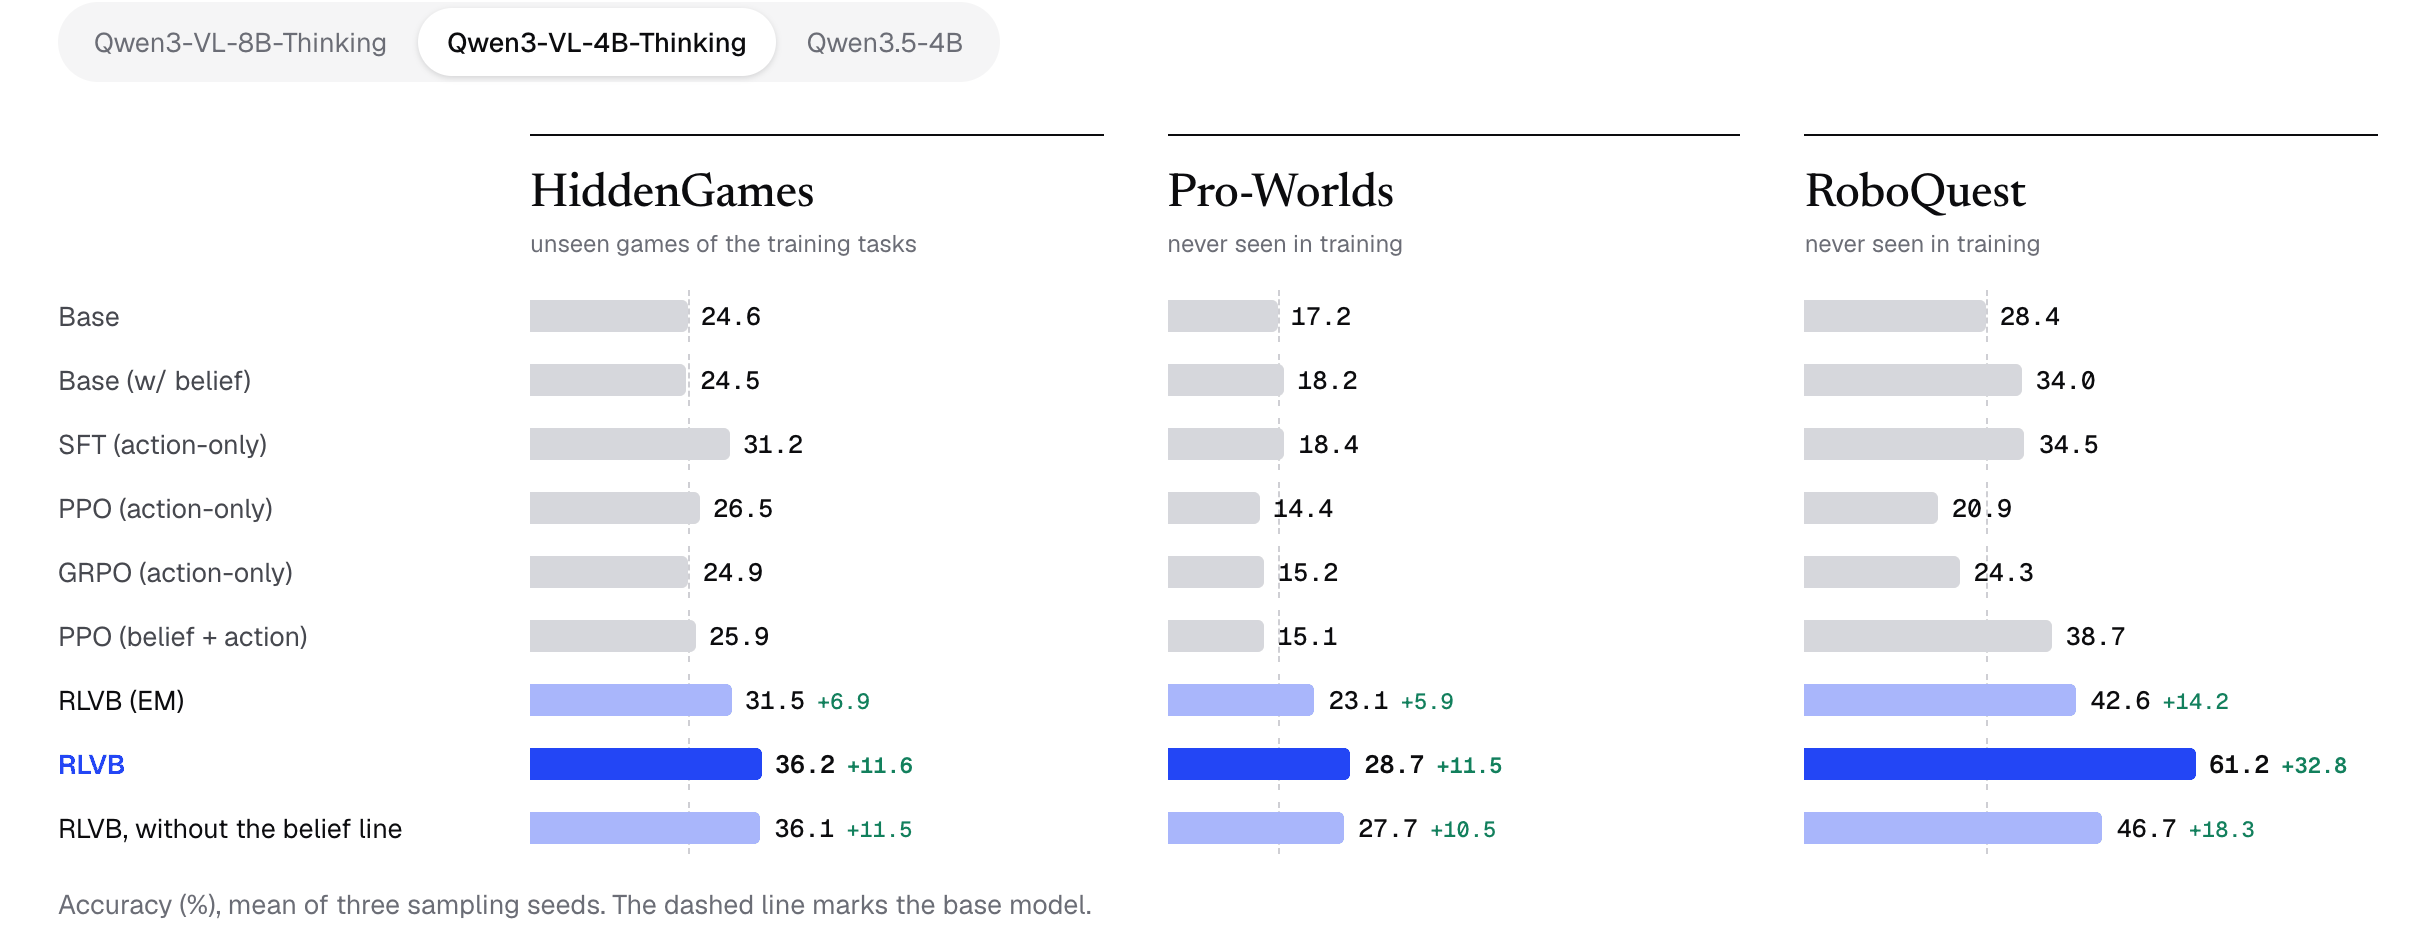 Qwen3-VL-8B-Thinking Qwen3-VL-4B-Thinking Qwen3.5-4B
HiddenGames Pro-Worlds RoboQuest
unseen games of the training tasks never seen in training never seen in training
Base 24.6 17.2 28.4
Base (w/ belief) 24.5 18.2 34.0
SFT (action-only) 31.2 18.4 34.5
PPO (action-only) 26.5 14.4 20.9
GRPO (action-only) 24.9 15.2 24.3
PPO (belief + action) 25.9 15.1 38.7
RLVB (EM) 31.5 +6.9 23.1 +5.9 42.6 +14.2
RLVB 36.2 +11.6 28.7 +11.5 61.2 +32.8
RLVB, without the belief line 36.1 +11.5 27.7 +10.5 46.7 +18.3
Accuracy (%), mean of three sampling seeds. The dashed line marks the base model.